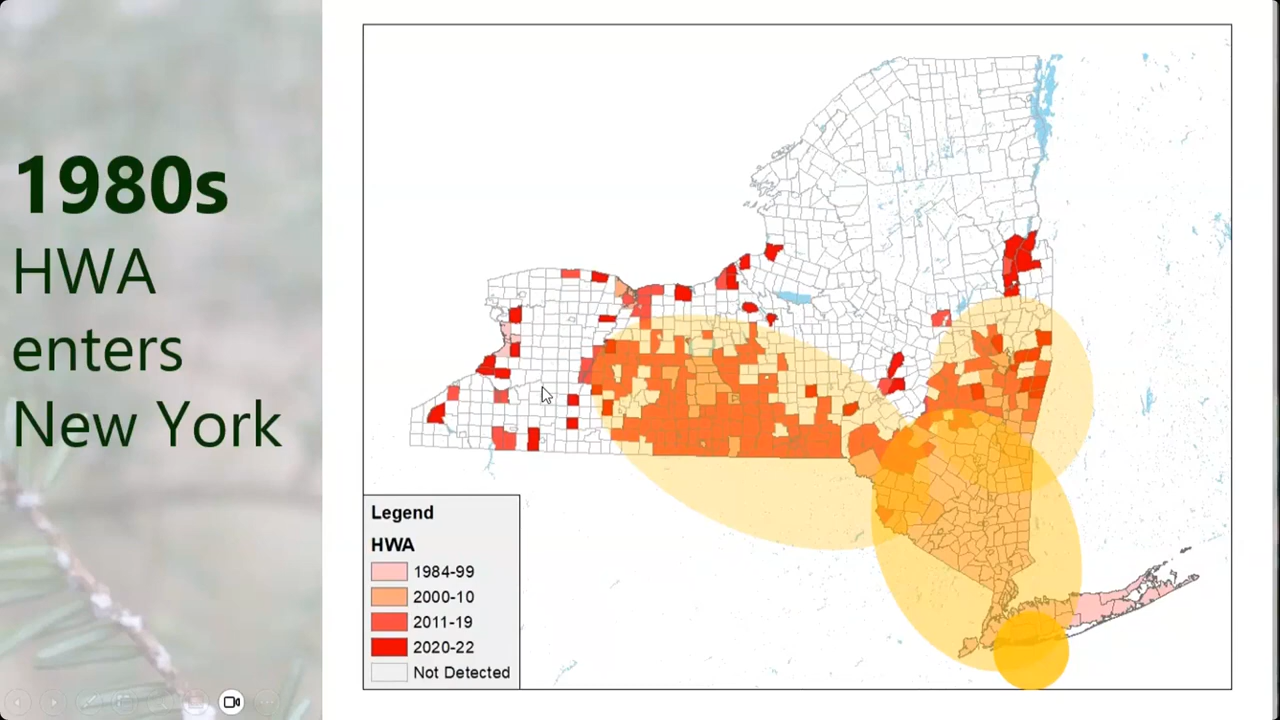 1980s
HWA
enters
New York
Legend
HWA
1984-99
2000-10
2011-19
2020-22
Not Detected